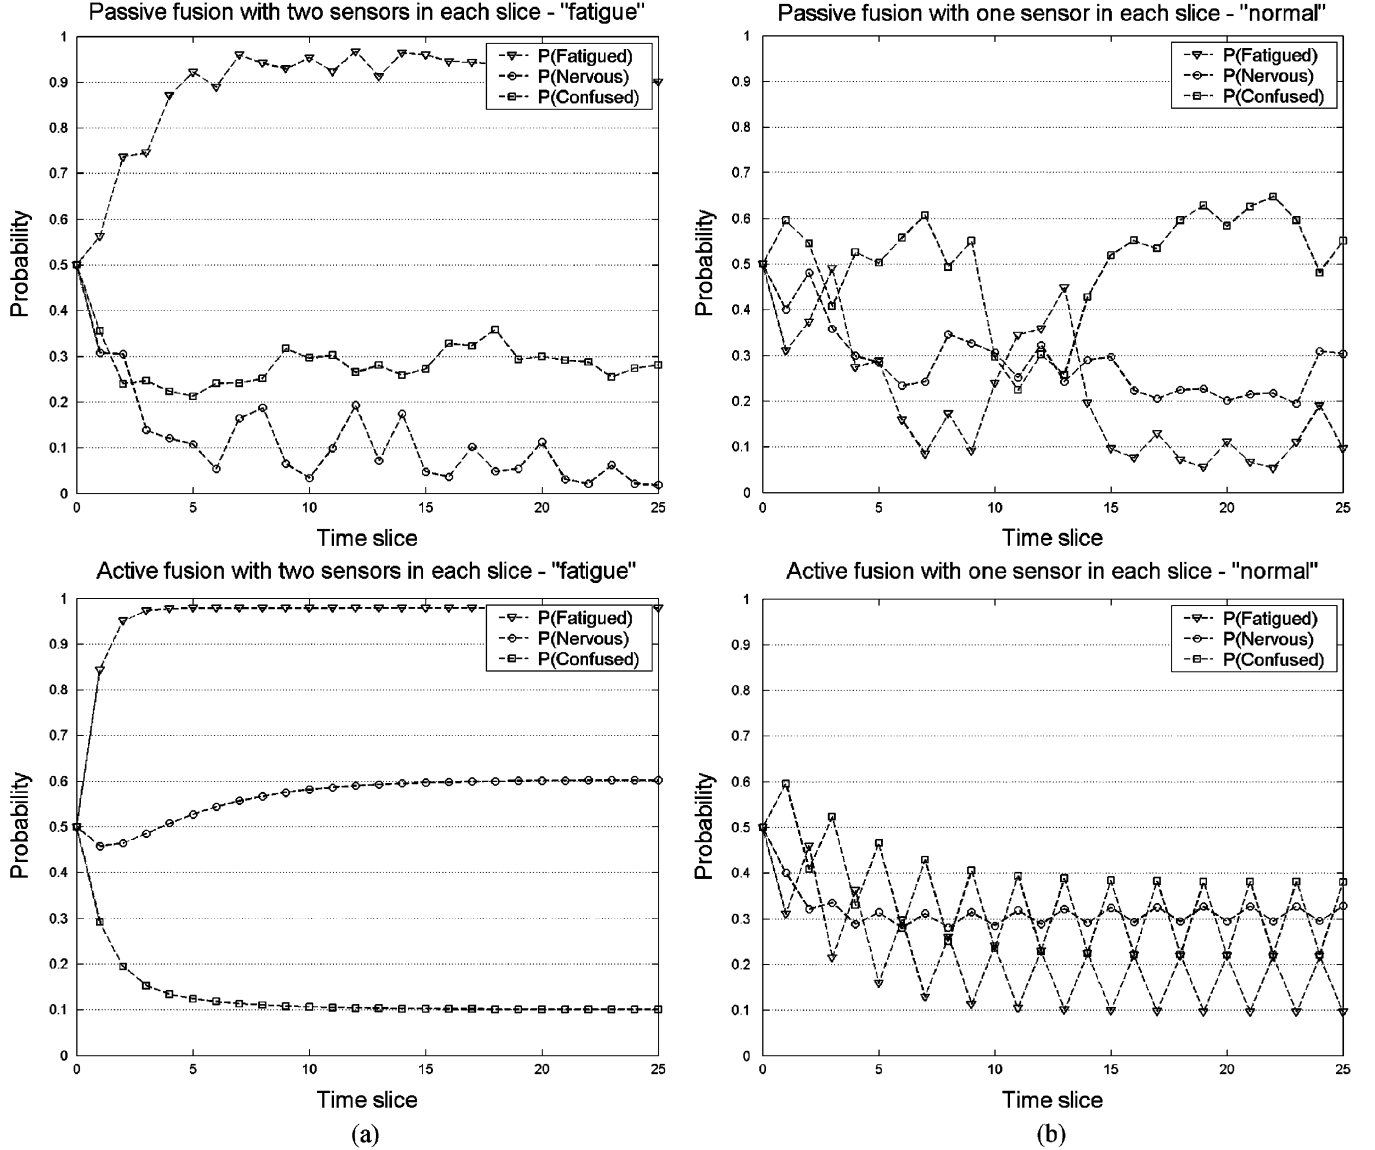 Passive fusion with two sensors in each slice - "fatigue"
1
0.9
0.8
0.7
0.6
0.5
0.4
0.3
0.2
0.1
0
Probability
P(Fatigued)
P(Nervous)
P(Confused)
0 5 10 15 20 25
Time slice
Passive fusion with one sensor in each slice - "normal"
1
0.9
0.8
0.7
0.6
0.5
0.4
0.3
0.2
0.1
0
Probability
P(Fatigued)
P(Nervous)
P(Confused)
0 5 10 15 20 25
Time slice
Active fusion with two sensors in each slice - "fatigue"
1
0.9
0.8
0.7
0.6
0.5
0.4
0.3
0.2
0.1
0
Probability
P(Fatigued)
P(Nervous)
P(Confused)
0 5 10 15 20 25
Time slice
(a)
Active fusion with one sensor in each slice - "normal"
1
0.9
0.8
0.7
0.6
0.5
0.4
0.3
0.2
0.1
0
Probability
P(Fatigued)
P(Nervous)
P(Confused)
0 5 10 15 20 25
Time slice
(b)